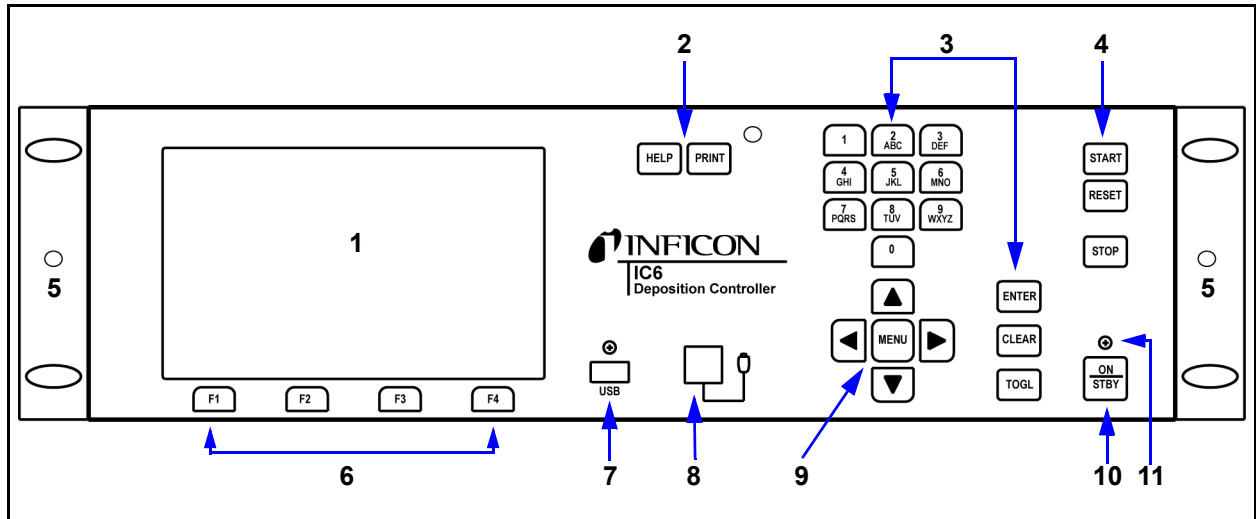 2
3
4
HELP
PRINT
1
2
ABC
3
DEF
4
GHI
5
JKL
6
MNO
7
PQRS
8
TUV
9
WXYZ
0
START
RESET
STOP
1
5
5
INFICON
IC6
Deposition Controller
ENTER
CLEAR
TOGL
MENU
ON
STBY
USB
F1
F2
F3
F4
6
7
8
9
10
11